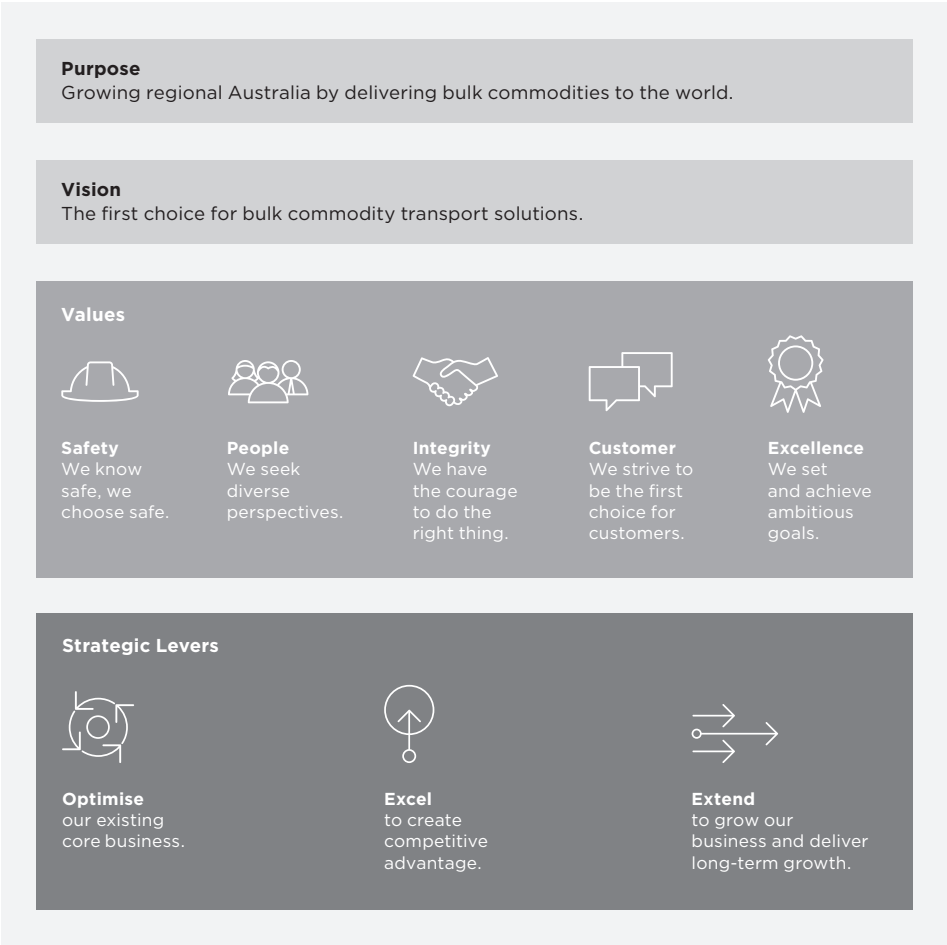 Purpose
Growing regional Australia by delivering bulk commodities to the world.
Vision
The first choice for bulk commodity transport solutions.
Values
Safety
We know
safe, we
choose safe.
People
We seek
diverse
perspectives.
Integrity
We have
the courage
to do the
right thing.
Customer
We strive to
be the first
choice for
customers.
Excellence
We set
and achieve
ambitious
goals.
Strategic Levers
Optimise
our existing
core business.
Excel
to create
competitive
advantage.
Extend
to grow our
business and deliver
long-term growth.